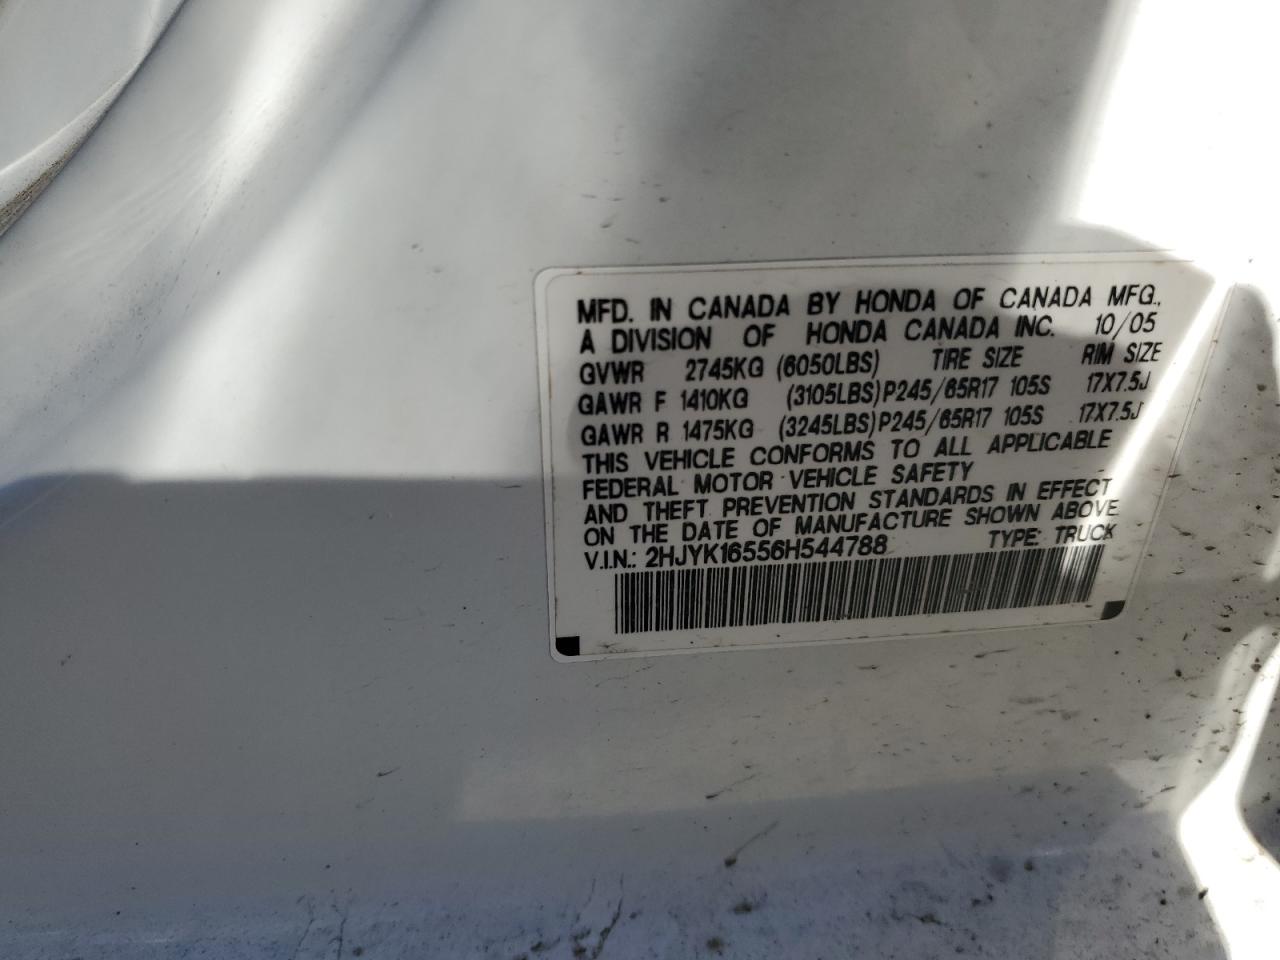 MFD. IN CANADA BY HONDA OF CANADA MFG.,
A DIVISION OF HONDA CANADA INC. 10/05
GVWR 2745KG (6050LBS) TIRE SIZE RIM SIZE
GAWR F 1410KG (3105LBS) P245/65R17 105S 17X7.5J
GAWR R 1475KG (3245LBS) P245/65R17 105S 17X7.5J
THIS VEHICLE CONFORMS TO ALL APPLICABLE
FEDERAL MOTOR VEHICLE SAFETY
AND THEFT PREVENTION STANDARDS IN EFFECT
ON THE DATE OF MANUFACTURE SHOWN ABOVE
V.I.N.: 2HJYK16556H544788 TYPE: TRUCK